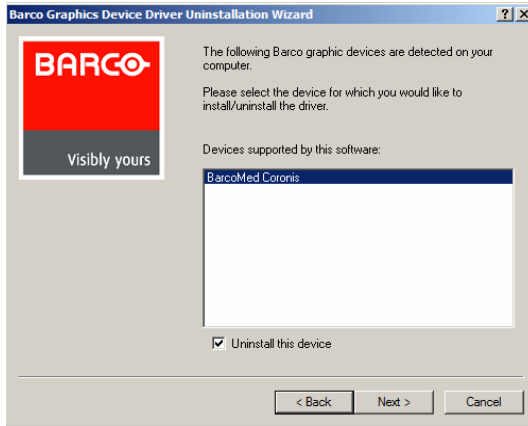 Barco Graphics Device Driver Uninstallation Wizard
BARCO
Visibly yours
The following Barco graphic devices are detected on your
computer.
Please select the device for which you would like to
install/uninstall the driver.
Devices supported by this software:
BarcoMed Coronis
Uninstall this device
< Back
Next >
Cancel